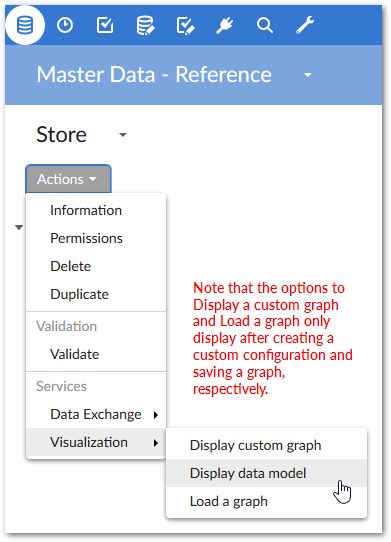 Master Data - Reference
Store
Actions
Information
Permissions
Delete
Duplicate
Validation
Validate
Services
Data Exchange
Visualization
Note that the options to
Display a custom graph
and Load a graph only
display after creating a
custom configuration and
saving a graph,
respectively.
Display custom graph
Display data model
Load a graph